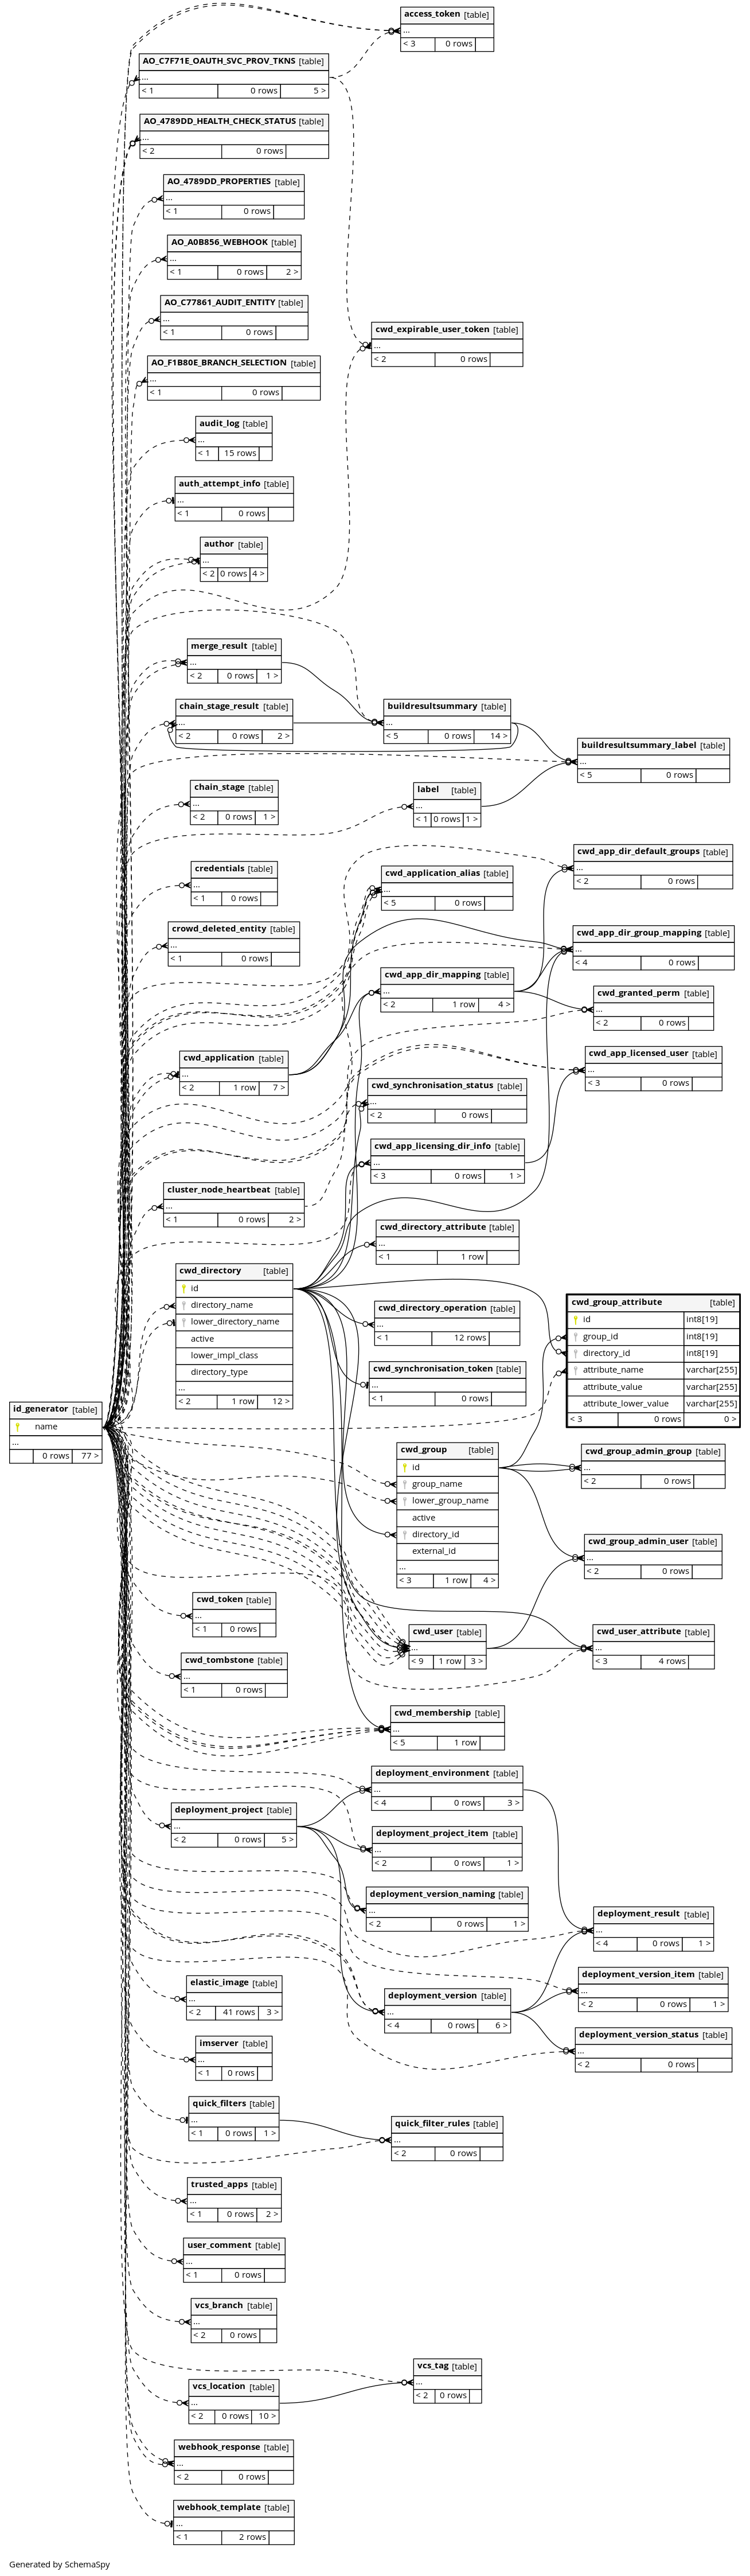 access_token [table]
...
< 3 0 rows
AO_C7F71E_OAUTH_SVC_PROV_TKNS [table]
...
< 1 0 rows 5 >
AO_4789DD_HEALTH_CHECK_STATUS [table]
...
< 2 0 rows
AO_4789DD_PROPERTIES [table]
...
< 1 0 rows
AO_A0B856_WEBHOOK [table]
...
< 1 0 rows 2 >
AO_C77861_AUDIT_ENTITY [table]
...
< 1 0 rows
cwd_expirable_user_token [table]
...
< 2 0 rows
AO_F1B80E_BRANCH_SELECTION [table]
...
< 1 0 rows
audit_log [table]
...
< 1 15 rows
auth_attempt_info [table]
...
< 1 0 rows
author [table]
...
< 2 0 rows 4 >
merge_result [table]
...
< 2 0 rows 1 >
chain_stage_result [table]
...
< 2 0 rows 2 >
buildresultsummary [table]
...
< 5 0 rows 14 >
buildresultsummary_label [table]
...
< 5 0 rows
chain_stage [table]
...
< 2 0 rows 1 >
label [table]
...
< 1 0 rows 1 >
cwd_app_dir_default_groups [table]
...
< 2 0 rows
credentials [table]
...
< 1 0 rows
cwd_application_alias [table]
...
< 5 0 rows
crowd_deleted_entity [table]
...
< 1 0 rows
cwd_app_dir_group_mapping [table]
...
< 4 0 rows
cwd_app_dir_mapping [table]
...
< 2 1 row 4 >
cwd_granted_perm [table]
...
< 2 0 rows
cwd_application [table]
...
< 2 1 row 7 >
cwd_app_licensed_user [table]
...
< 3 0 rows
cwd_synchronisation_status [table]
...
< 2 0 rows
cwd_app_licensing_dir_info [table]
...
< 3 0 rows 1 >
cluster_node_heartbeat [table]
...
< 1 0 rows 2 >
cwd_directory_attribute [table]
...
< 1 1 row
cwd_directory [table]
id
directory_name
lower_directory_name
active
lower_impl_class
directory_type
...
< 2 1 row 12 >
cwd_directory_operation [table]
...
< 1 12 rows
cwd_synchronisation_token [table]
...
< 1 0 rows
cwd_group_attribute [table]
id int8[19]
group_id int8[19]
directory_id int8[19]
attribute_name varchar[255]
attribute_value varchar[255]
attribute_lower_value varchar[255]
< 3 0 rows 0 >
id_generator [table]
name
...
0 rows 77 >
cwd_group [table]
id
group_name
lower_group_name
active
directory_id
external_id
...
< 3 1 row 4 >
cwd_group_admin_group [table]
...
< 2 0 rows
cwd_group_admin_user [table]
...
< 2 0 rows
cwd_token [table]
...
< 1 0 rows
cwd_user [table]
...
< 9 1 row 3 >
cwd_user_attribute [table]
...
< 3 4 rows
cwd_tombstone [table]
...
< 1 0 rows
cwd_membership [table]
...
< 5 1 row
deployment_environment [table]
...
< 4 0 rows 3 >
deployment_project [table]
...
< 2 0 rows 5 >
deployment_project_item [table]
...
< 2 0 rows 1 >
deployment_version_naming [table]
...
< 2 0 rows 1 >
deployment_result [table]
...
< 4 0 rows 1 >
elastic_image [table]
...
< 2 41 rows 3 >
deployment_version [table]
...
< 4 0 rows 6 >
deployment_version_item [table]
...
< 2 0 rows 1 >
imserver [table]
...
< 1 0 rows
deployment_version_status [table]
...
< 2 0 rows
quick_filters [table]
...
< 1 0 rows 1 >
quick_filter_rules [table]
...
< 2 0 rows
trusted_apps [table]
...
< 1 0 rows 2 >
user_comment [table]
...
< 1 0 rows
vcs_branch [table]
...
< 2 0 rows
vcs_location [table]
...
< 2 0 rows 10 >
vcs_tag [table]
...
< 2 0 rows
webhook_response [table]
...
< 2 0 rows
webhook_template [table]
...
< 1 2 rows
Generated by SchemaSpy